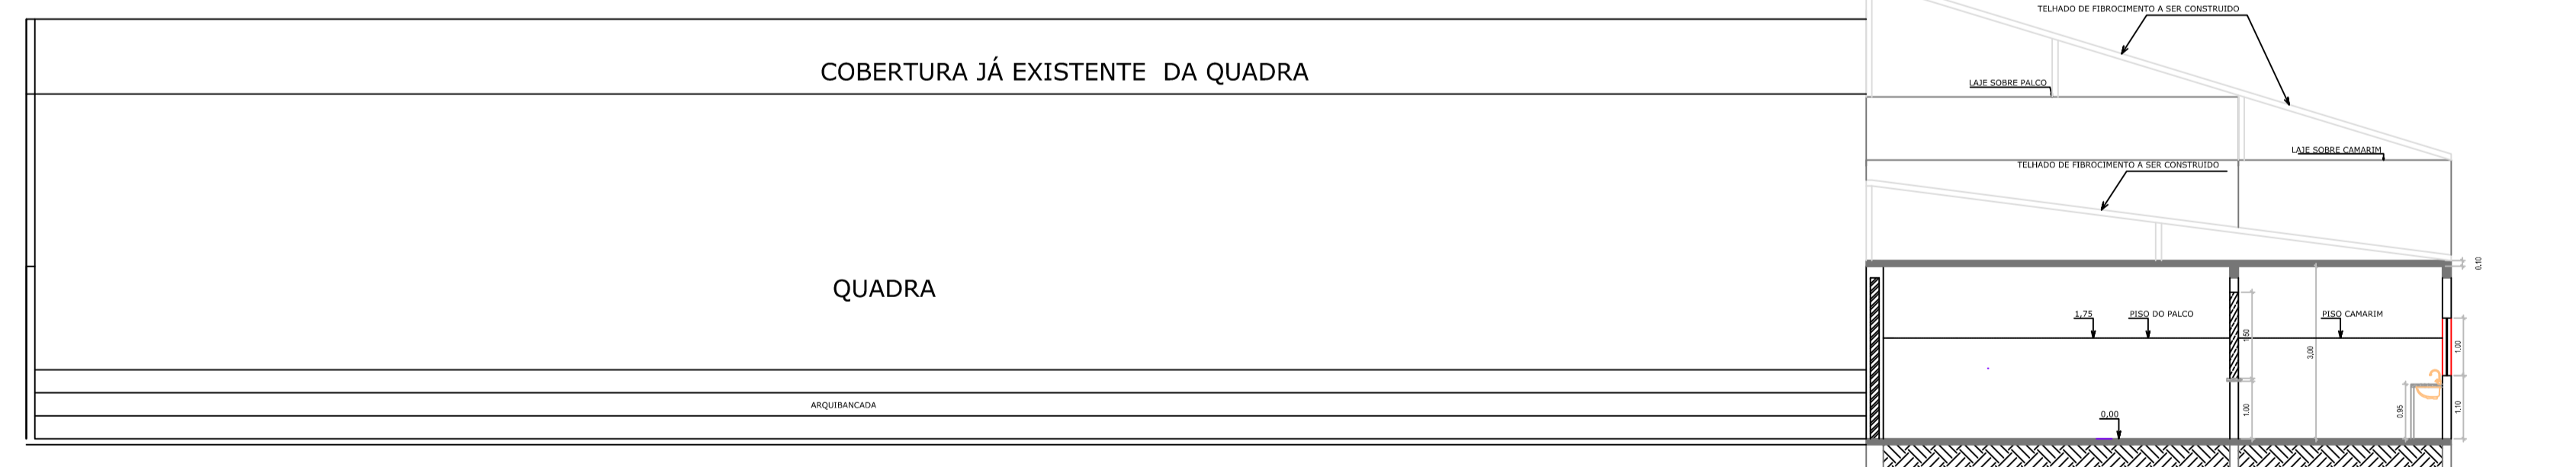 TELHADO DE FIBROCIMENTO A SER CONSTRUIDO
COBERTURA JÁ EXISTENTE DA QUADRA
LAJE SOBRE PALCO
LAJE SOBRE CAMARIM
TELHADO DE FIBROCIMENTO A SER CONSTRUIDO
0,10
QUADRA
1,75
PISO DO PALCO
PISO CAMARIM
1,50
3,00
1,00
ARQUIBANCADA
0,00
1,00
0,95
1,10